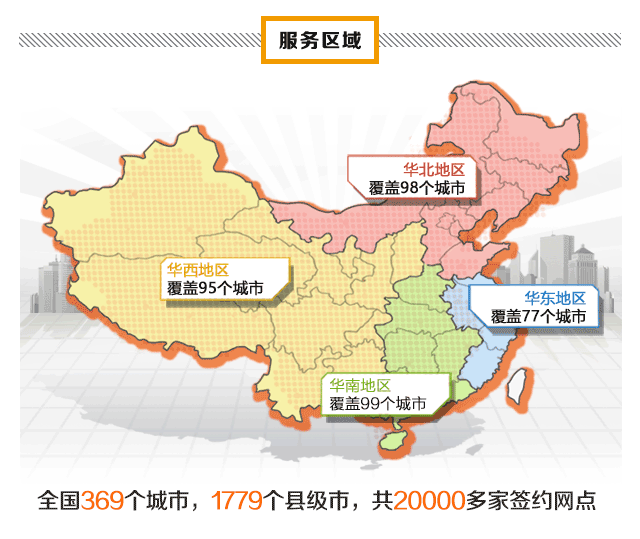 服务区域
华北地区
覆盖98个城市
华西地区
覆盖95个城市
华东地区
覆盖77个城市
华南地区
覆盖99个城市
全国369个城市，1779个县级市，共20000多家签约网点